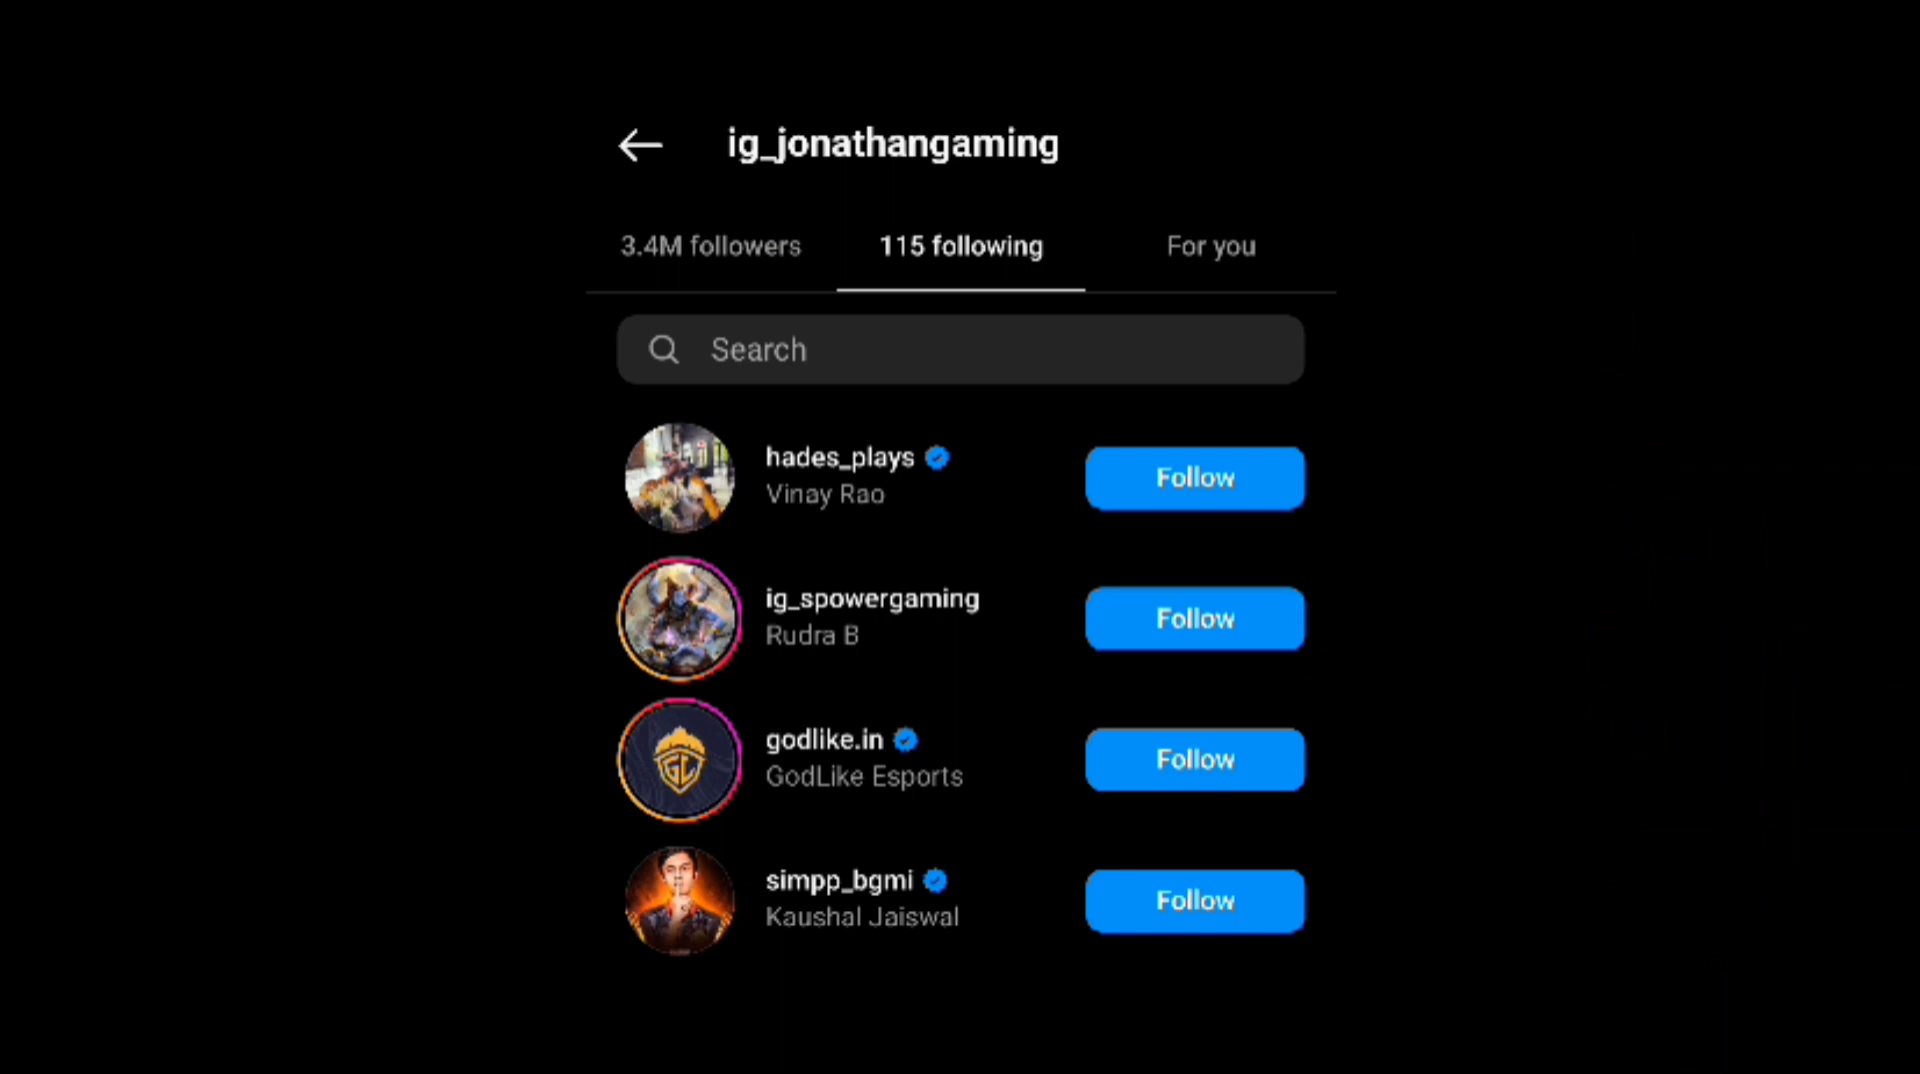 ig_jonathangaming
3.4M followers 115 following For you
Search
hades_plays
Vinay Rao
Follow
ig_spowergaming
Rudra B
Follow
GL
godlike.in
GodLike Esports
Follow
simpp_bgmi
Kaushal Jaiswal
Follow